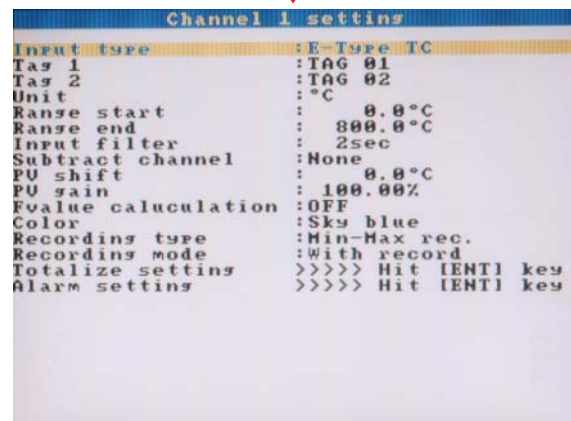 Channel 1 setting
Input type :E-Type TC
Tag 1 :TAG 01
Tag 2 :TAG 02
Unit :°C
Range start : 0.0°C
Range end : 800.0°C
Input filter : 2sec
Subtract channel :None
PV shift : 0.0°C
PV gain : 100.00%
Fvalue caluculation :OFF
Color :Sky blue
Recording type :Min-Max rec.
Recording mode :With record
Totalize setting >>>>> Hit [ENT] key
Alarm setting >>>>> Hit [ENT] key